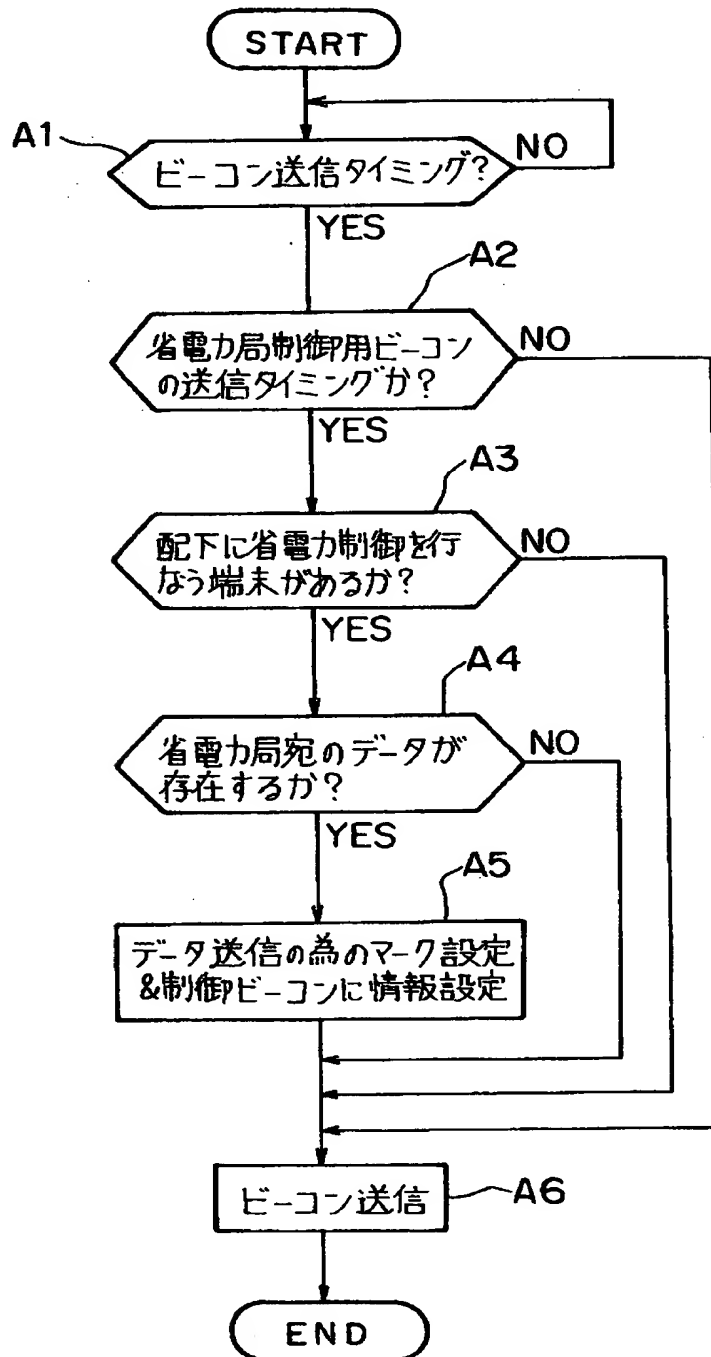 START
A1
ビーコン送信タイミング?
NO
YES
A2
省電力局制御用ビーコン
の送信タイミングか?
NO
YES
A3
配下に省電力制御を行
なう端末があるか?
NO
YES
A4
省電力局宛のデータが
存在するか?
NO
YES
A5
データ送信の為のマーク設定
&制御ビーコンに情報設定
ビーコン送信
A6
END